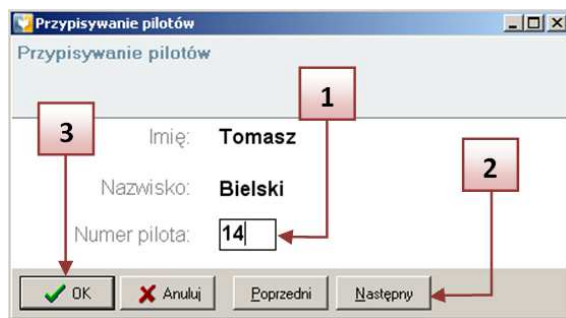 Przypisywanie pilotów
Przypisywanie pilotów
1
3
Imię: Tomasz
2
Nazwisko: Bielski
Numer pilota: 14
OK Anuluj Poprzedni Następny